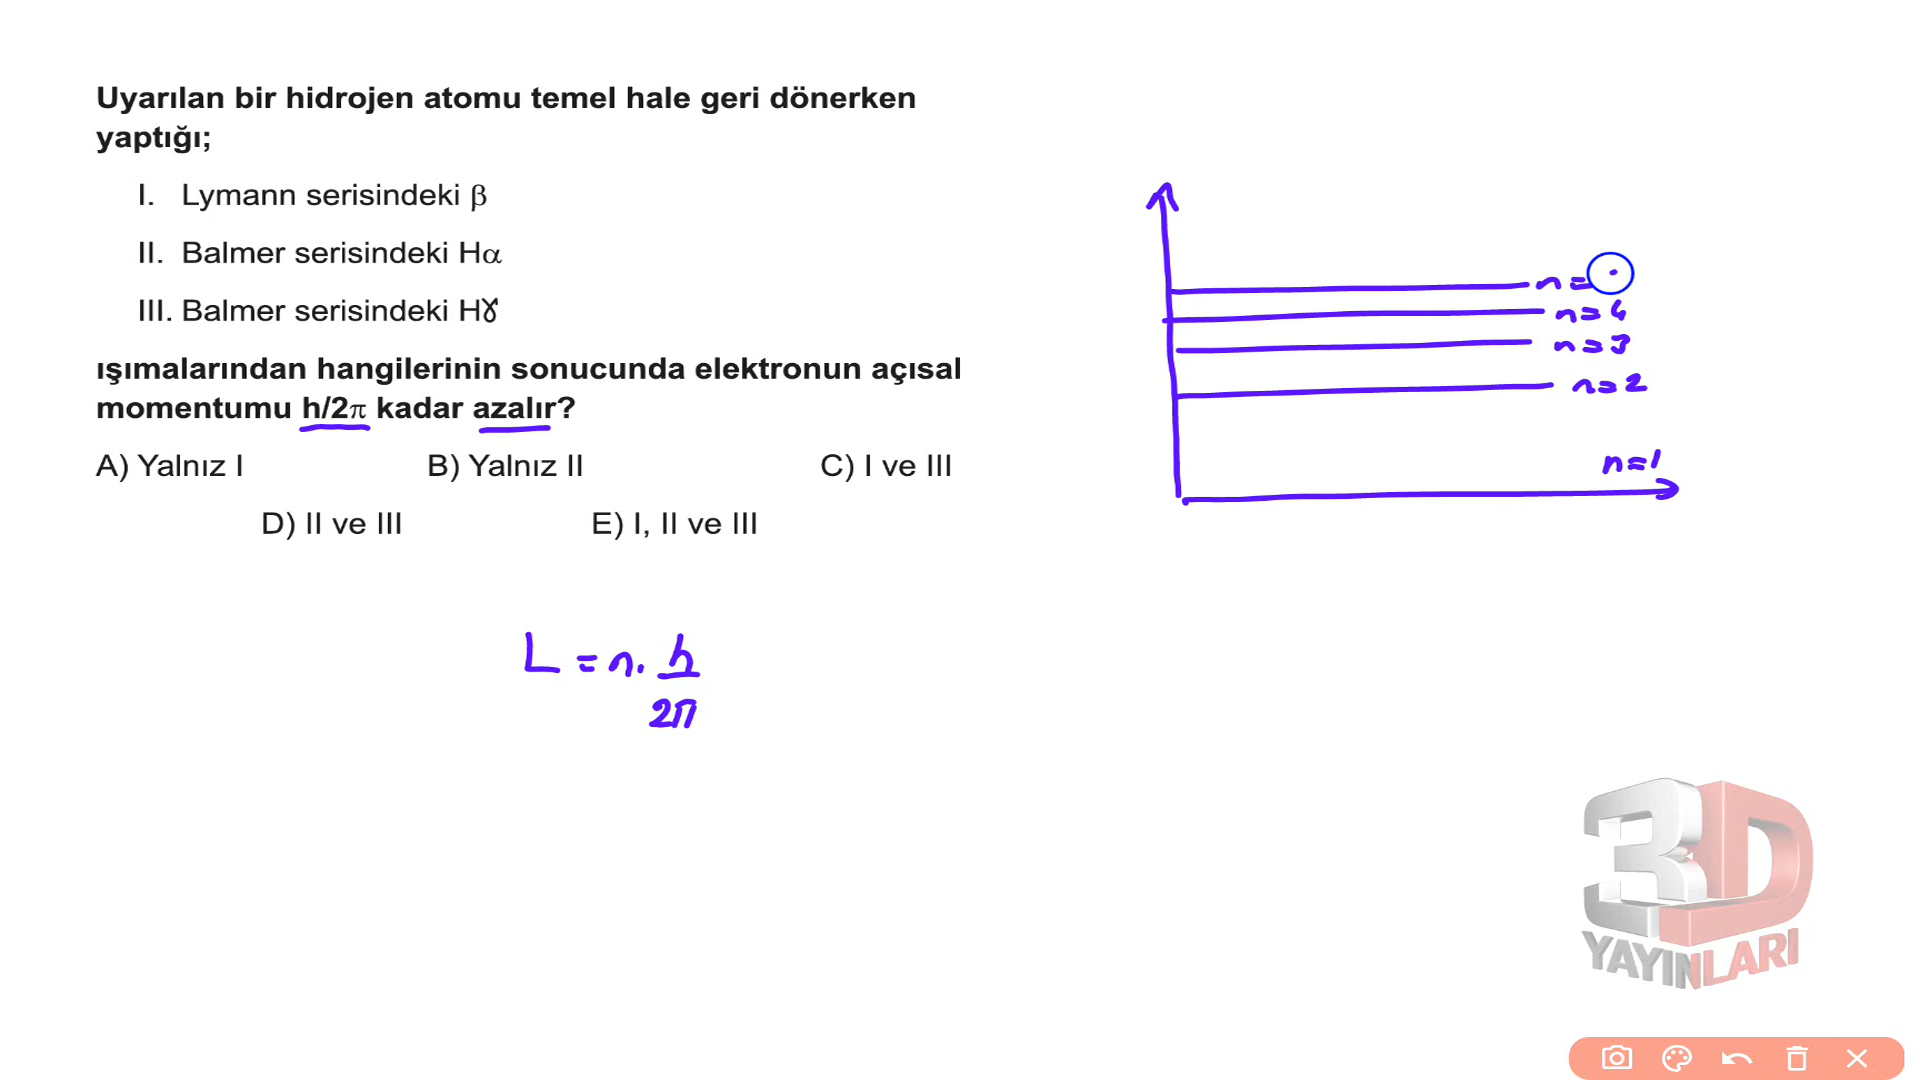 Uyarılan bir hidrojen atomu temel hale geri dönerken
yaptığı;
I. Lymann serisindeki β
II. Balmer serisindeki Hα
III. Balmer serisindeki Hɣ
ışımalarından hangilerinin sonucunda elektronun açısal
momentumu h/2π kadar azalır?
A) Yalnız I
B) Yalnız II
C) I ve III
D) II ve III
E) I, II ve III
L = n. h
2π
n=
n=4
n=3
n=2
n=1
3D
YAYINLARI